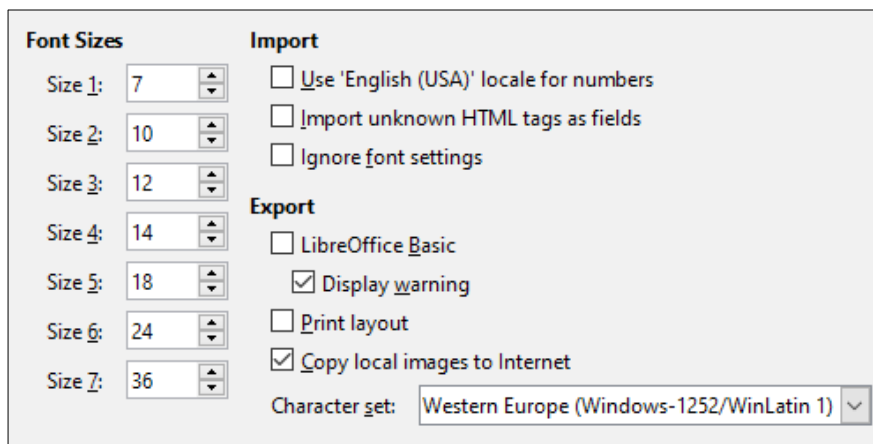 Font Sizes
Size 1: 7
Size 2: 10
Size 3: 12
Size 4: 14
Size 5: 18
Size 6: 24
Size 7: 36
Import
Use 'English (USA)' locale for numbers
Import unknown HTML tags as fields
Ignore font settings
Export
LibreOffice Basic
Display warning
Print layout
Copy local images to Internet
Character set: Western Europe (Windows-1252/WinLatin 1)